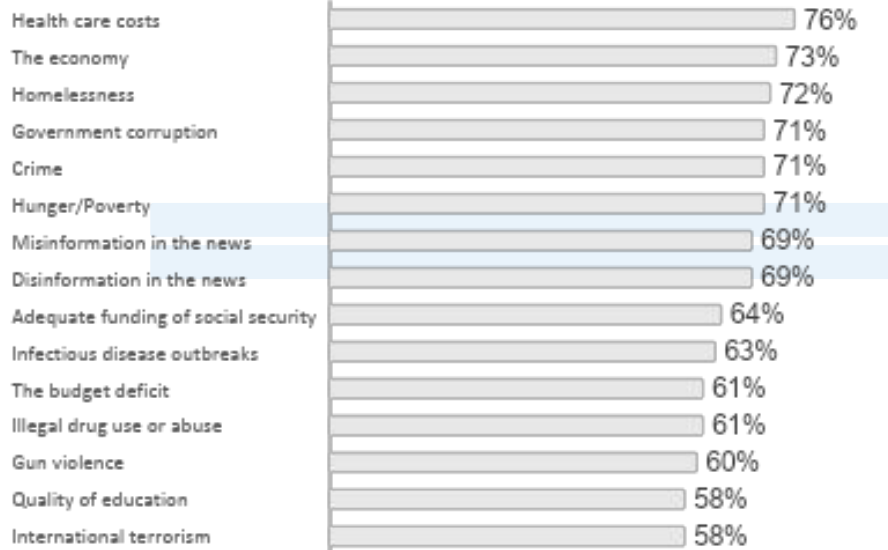 Health care costs 76%
The economy 73%
Homelessness 72%
Government corruption 71%
Crime 71%
Hunger/Poverty 71%
Misinformation in the news 69%
Disinformation in the news 69%
Adequate funding of social security 64%
Infectious disease outbreaks 63%
The budget deficit 61%
Illegal drug use or abuse 61%
Gun violence 60%
Quality of education 58%
International terrorism 58%